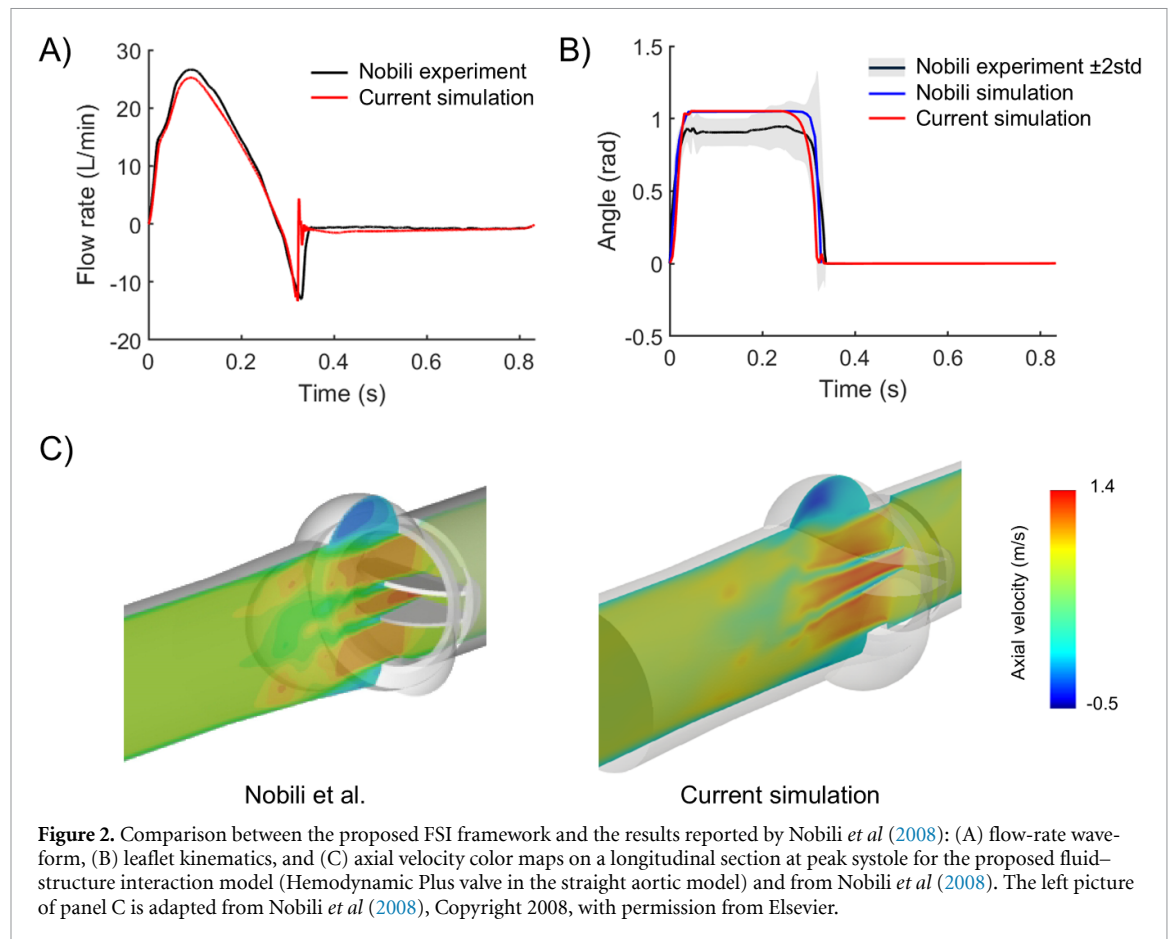 A)
30
20
10
0
-10
-20
Flow rate (L/min)
0
0.2
0.4
0.6
0.8
Time (s)
Nobili experiment
Current simulation
B)
1.5
1
0.5
0
-0.5
Angle (rad)
0
0.2
0.4
0.6
0.8
Time (s)
Nobili experiment ±2std
Nobili simulation
Current simulation
C)
Nobili et al.
Current simulation
Axial velocity (m/s)
1.4
-0.5
Figure 2. Comparison between the proposed FSI framework and the results reported by Nobili et al (2008): (A) flow-rate wave-
form, (B) leaflet kinematics, and (C) axial velocity color maps on a longitudinal section at peak systole for the proposed fluid–
structure interaction model (Hemodynamic Plus valve in the straight aortic model) and from Nobili et al (2008). The left picture
of panel C is adapted from Nobili et al (2008), Copyright 2008, with permission from Elsevier.